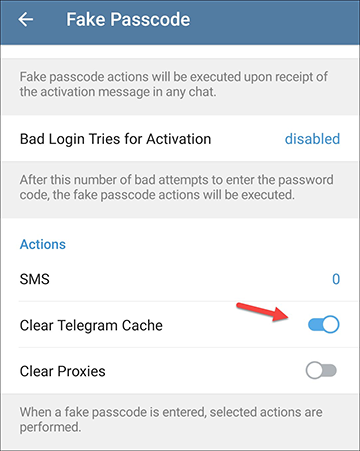 Fake Passcode
Fake passcode actions will be executed upon receipt of
the activation message in any chat.
Bad Login Tries for Activation disabled
After this number of bad attempts to enter the password
code, the fake passcode actions will be executed.
Actions
SMS 0
Clear Telegram Cache
Clear Proxies
When a fake passcode is entered, selected actions are
performed.